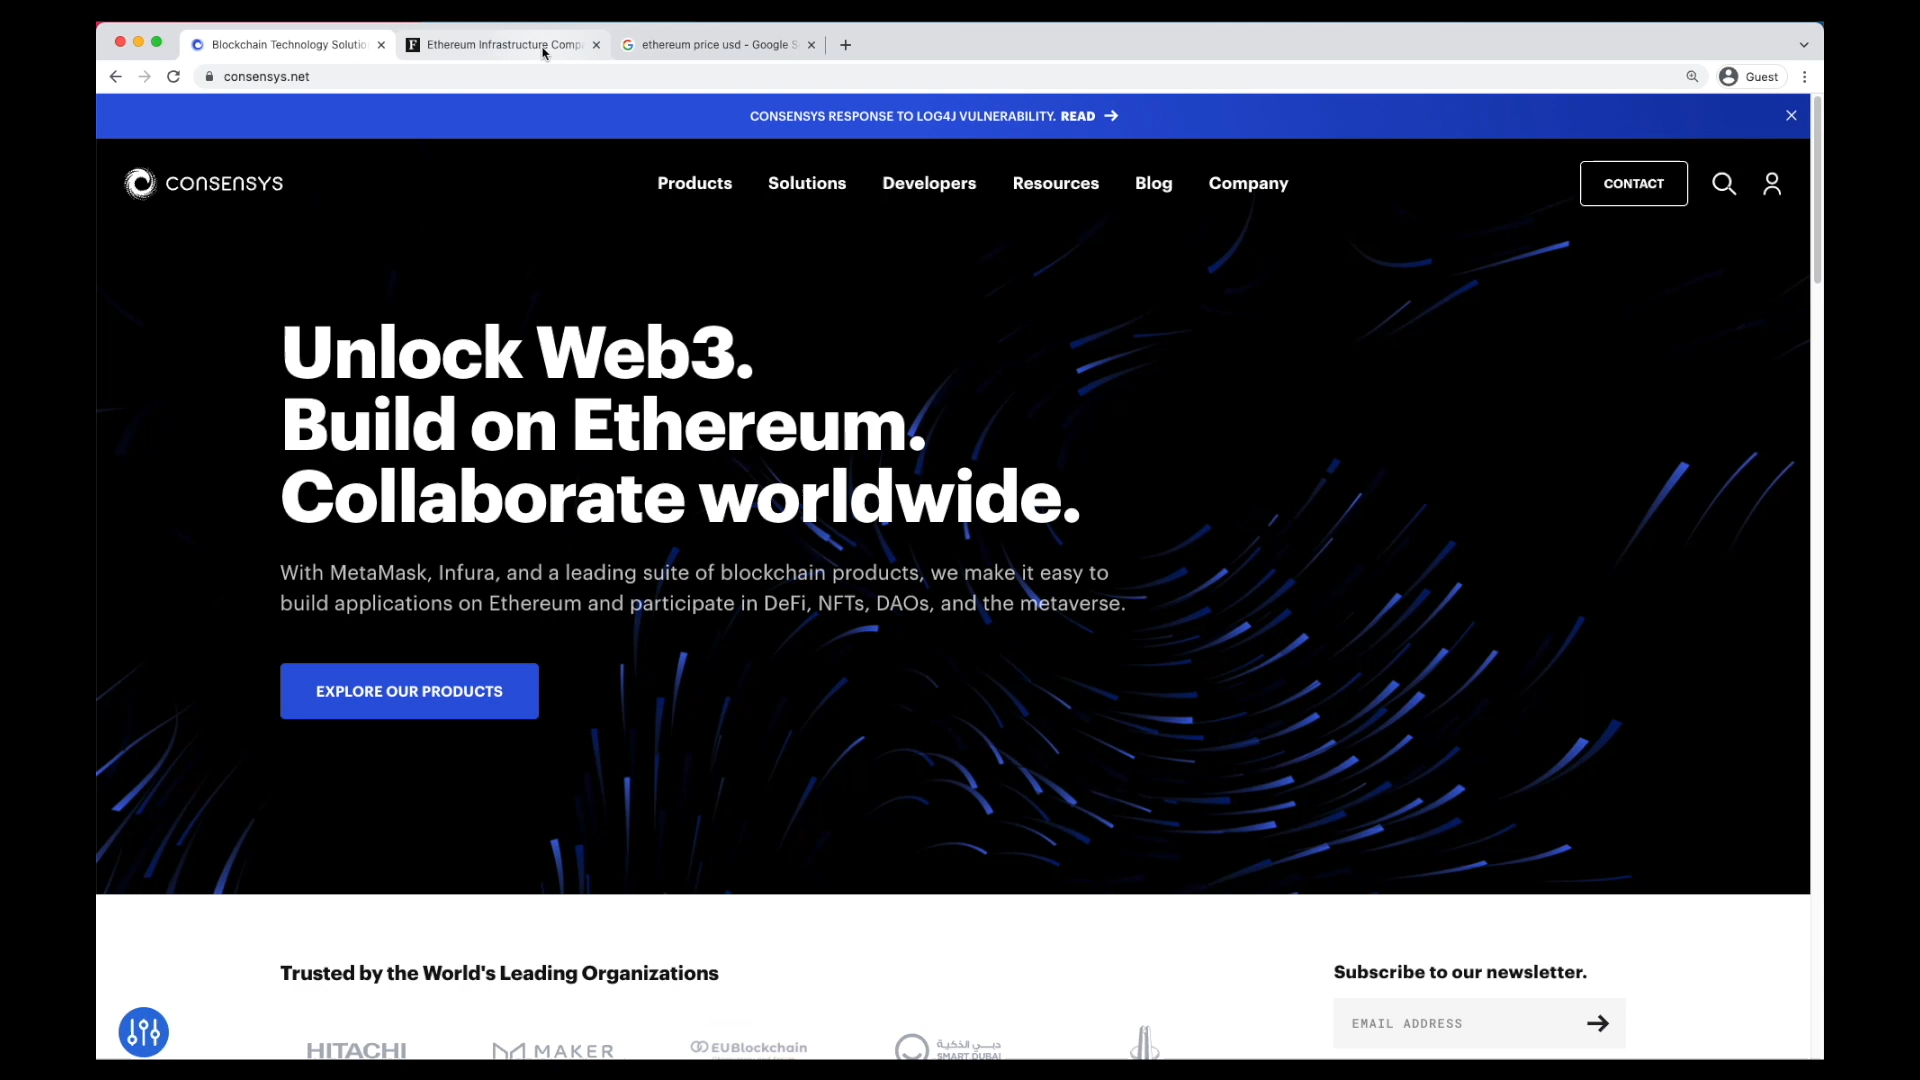 Blockchain Technology Solutio
Ethereum Infrastructure Comp
ethereum price usd - Google S
consensys.net
Guest
CONSENSYS RESPONSE TO LOG4J VULNERABILITY. READ →
CONSENSYS
Products
Solutions
Developers
Resources
Blog
Company
CONTACT
Unlock Web3.
Build on Ethereum.
Collaborate worldwide.
With MetaMask, Infura, and a leading suite of blockchain products, we make it easy to
build applications on Ethereum and participate in DeFi, NFTs, DAOs, and the metaverse.
EXPLORE OUR PRODUCTS
Trusted by the World's Leading Organizations
Subscribe to our newsletter.
EMAIL ADDRESS
HITACHI
MAKER
EUBlockchain
دبــي الذكية
SMART DUBAI